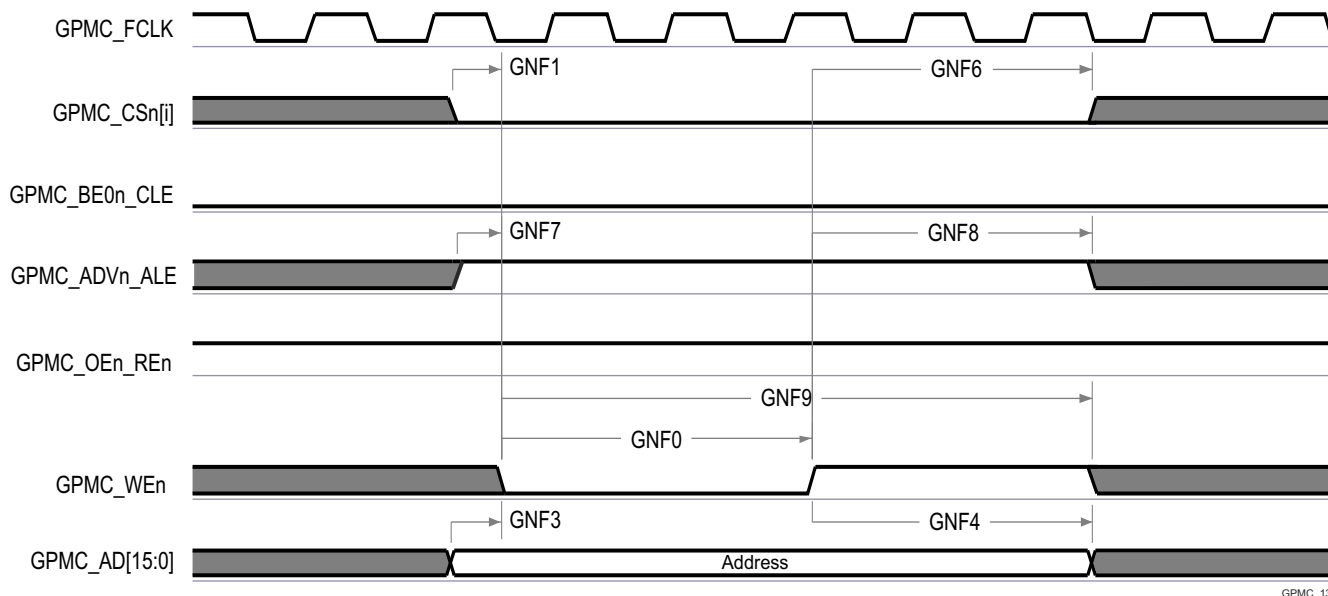 GPMC_FCLK
GNF1
GNF6
GPMC_CSn[i]
GPMC_BE0n_CLE
GNF7
GNF8
GPMC_ADVn_ALE
GPMC_OEn_REn
GNF9
GNF0
GPMC_WEn
GNF3
GNF4
GPMC_AD[15:0]
Address